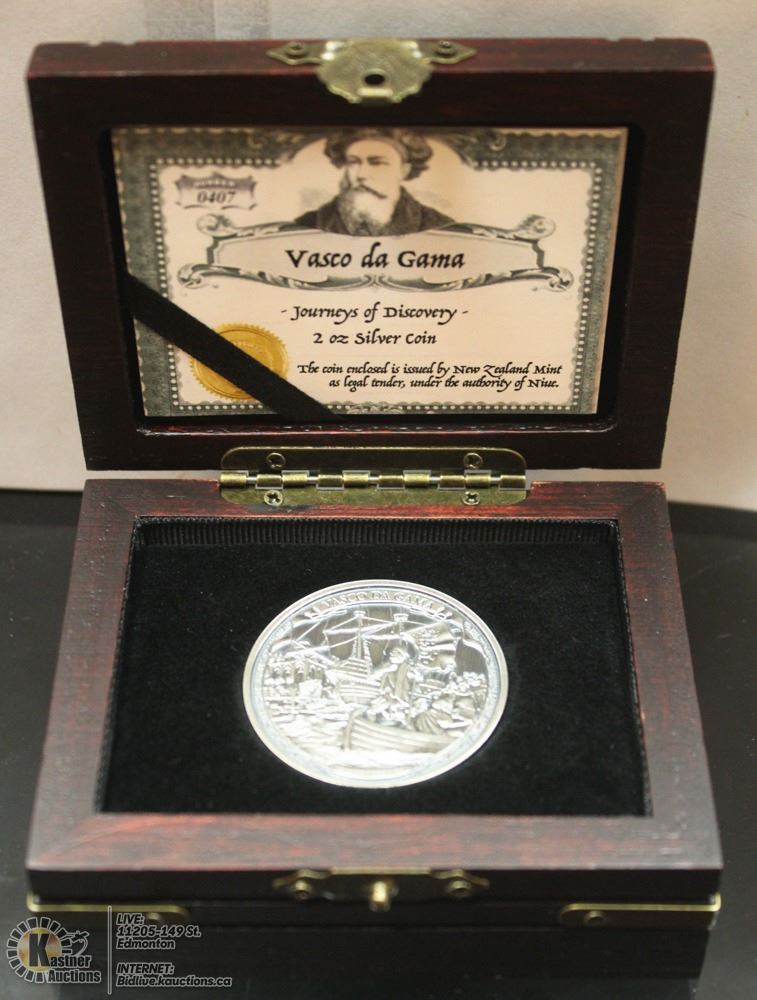 NUMBER
0407
Vasco da Gama
- Journeys of Discovery -
2 oz Silver Coin
The coin enclosed is issued by New Zealand Mint
as legal tender, under the authority of Niue.
VASCO DA GAMA
Kastner
Auctions
LIVE:
11205-149 St.
Edmonton
INTERNET:
Bidlive.kauctions.ca